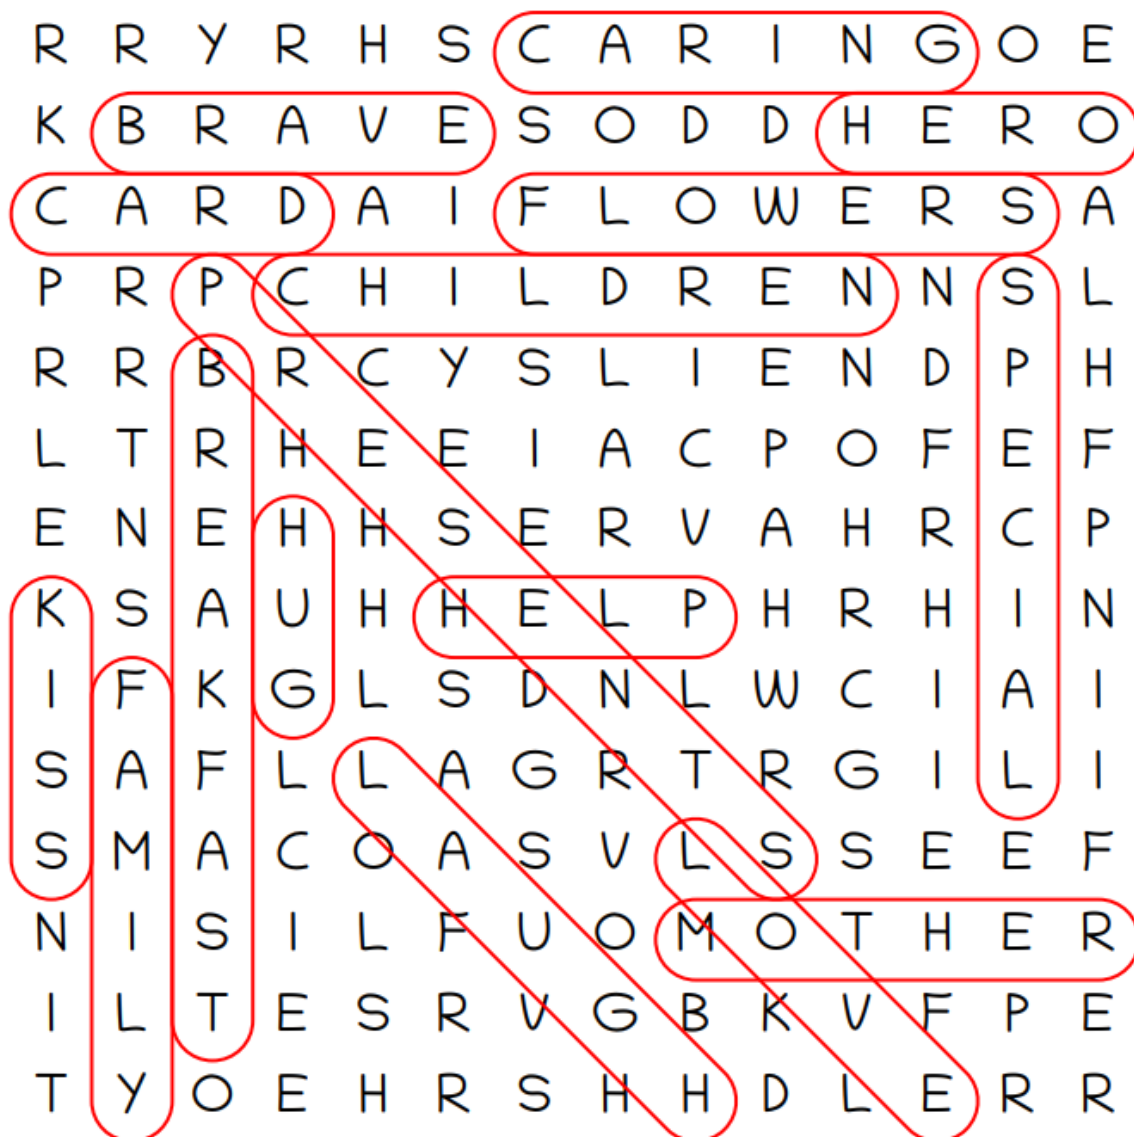 R R Y R H S C A R I N G O E
K B R A V E S O D D H E R O
C A R D A I F L O W E R S A
P R P C H I L D R E N N S L
R R B R C Y S L I E N D P H
L T R H E E I A C P O F E F
E N E H H S E R V A H R C P
K S A U H H E L P H R H I N
I F K G L S D N L W C I A I
S A F L L A G R T R G I L I
S M A C O A S V L S S E E F
N I S I L F U O M O T H E R
I L T E S R V G B K V F P E
T Y O E H R S H H D L E R R